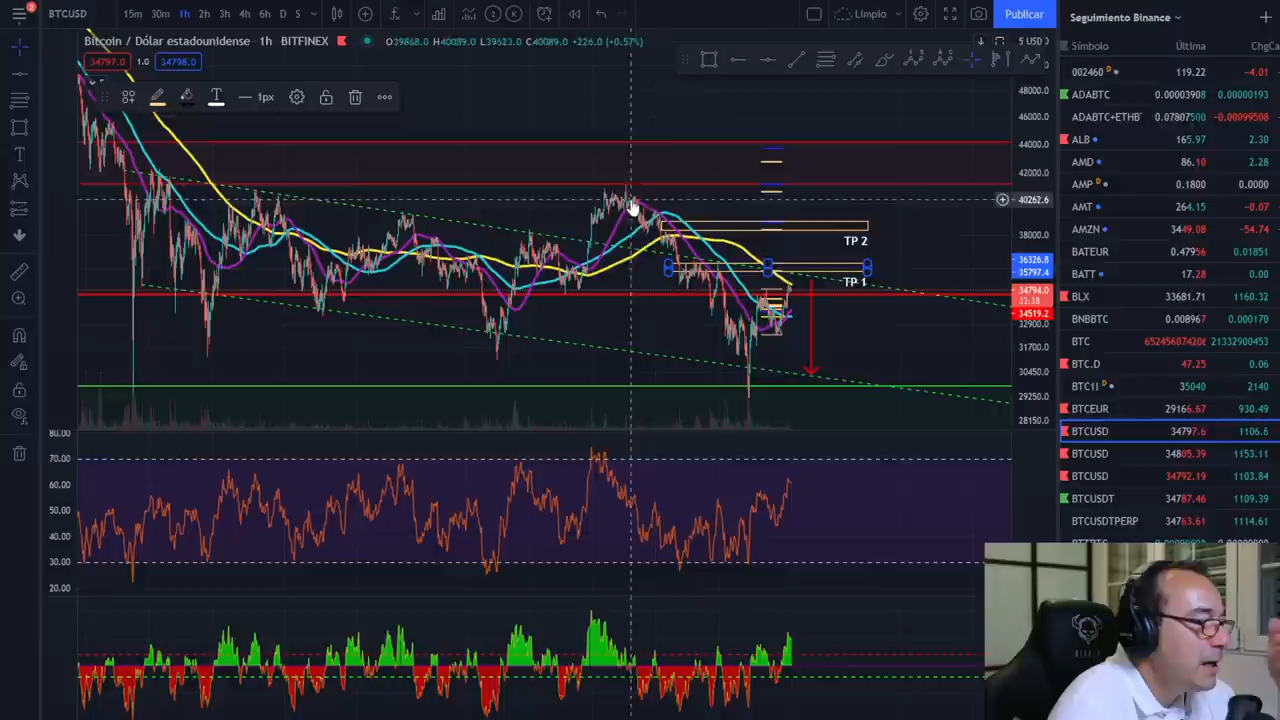 2
BTCUSD 15m 30m 1h 2h 3h 4h 6h D S Limpio Publicar
Bitcoin / Dólar estadounidense · 1h BITFINEX O39868.0 H40089.0 L39623.0 C40089.0 +226.0 (+0.57%)
34797.0 1.0 34798.0
1px
TP 2
TP 1
USD
48000.0
46000.0
44000.0
42000.0
40262.6
38000.0
36326.8
35797.4
34794.0
33:38
34519.2
32900.0
31700.0
30450.0
29250.0
28150.0
80.00
70.00
60.00
50.00
40.00
30.00
20.00
Seguimiento Binance
Símbolo Última Chg
002460 D 119.22 -4.01
ADABTC 0.00003908 0.00000193
ADABTC+ETHB 0.07807500 -0.00099508
ALB 165.97 2.30
AMD 86.10 2.28
AMP D 0.1800 0.0000
AMT 264.15 -0.07
AMZN 3449.08 -54.74
BATEUR 0.47956 0.01851
BATT 17.28 0.00
BLX 33681.71 1160.32
BNBBTC 0.008967 0.000170
BTC 652456074206 21332900453
BTC.D 47.25 0.06
BTC1! D 35040 2140
BTCEUR 29166.67 930.49
BTCUSD 34797.6 1106.6
BTCUSD 34805.39 1153.11
BTCUSD 34792.19 1103.84
BTCUSDT 34787.46 1109.39
BTCUSDTPERP 34763.61 1114.61